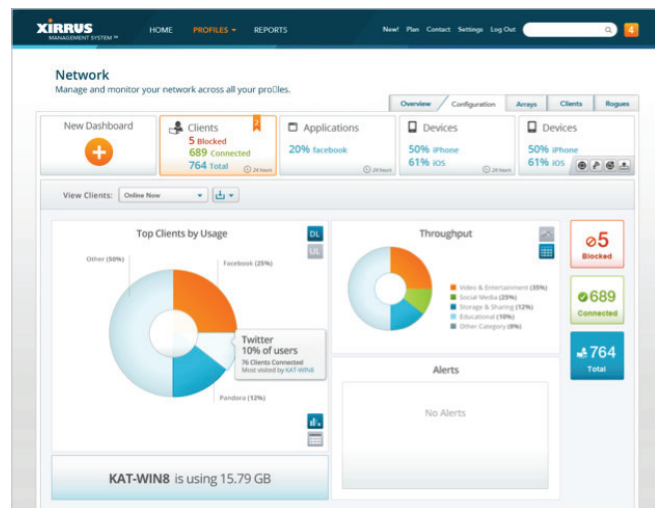 XIRRUS
MANAGEMENT SYSTEM ™
HOME PROFILES REPORTS
New! Plan Contact Settings Log Out
4
Network
Manage and monitor your network across all your pro▯les.
Overview Configuration Arrays Clients Rogues
New Dashboard
2
Clients
5 Blocked
689 Connected
764 Total
24 hours
Applications
20% facebook
24 hours
Devices
50% iPhone
61% iOS
24 hours
Devices
50% iPhone
61% iOS
View Clients: Online Now
Top Clients by Usage
DL
UL
Other (50%)
Facebook (25%)
Twitter
10% of users
76 Clients Connected
Most visited by KAT-WIN8
Pandora (12%)
KAT-WIN8 is using 15.79 GB
Throughput
Video & Entertainment (35%)
Social Media (25%)
Storage & Sharing (12%)
Educational (10%)
Other Category (8%)
Alerts
No Alerts
5
Blocked
689
Connected
764
Total